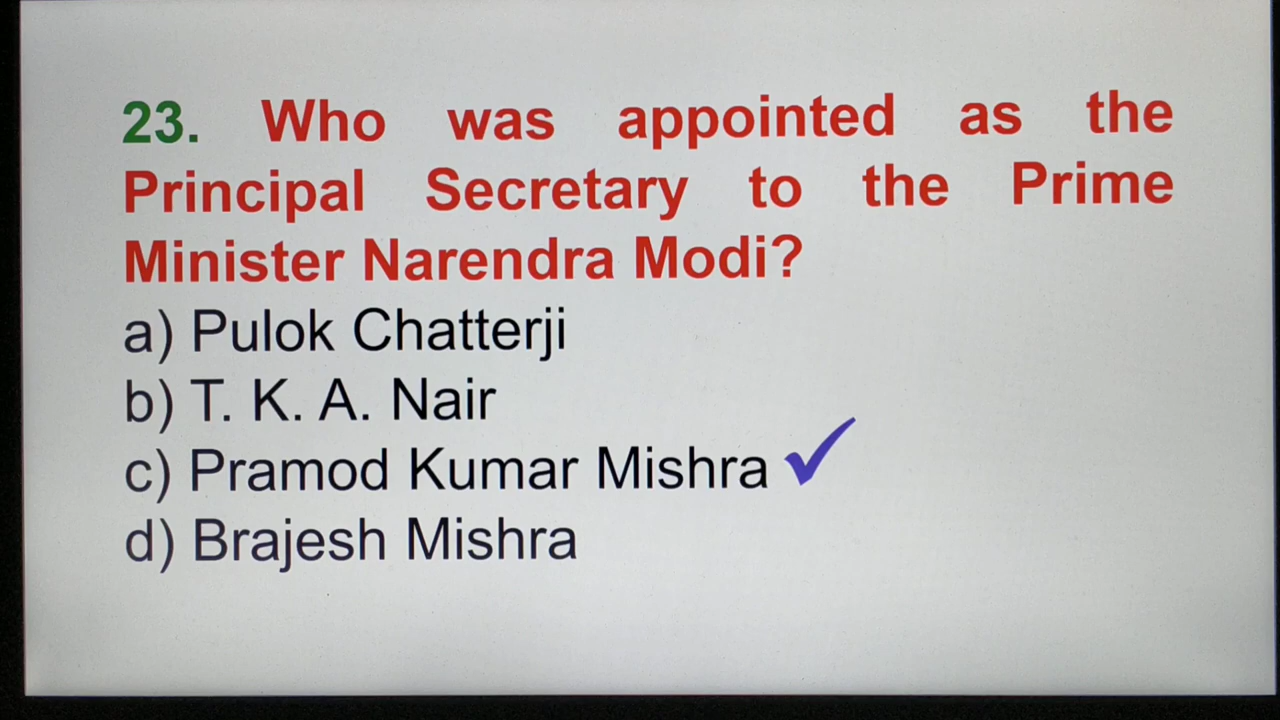 23. Who was appointed as the
Principal Secretary to the Prime
Minister Narendra Modi?
a) Pulok Chatterji
b) T. K. A. Nair
c) Pramod Kumar Mishra
d) Brajesh Mishra